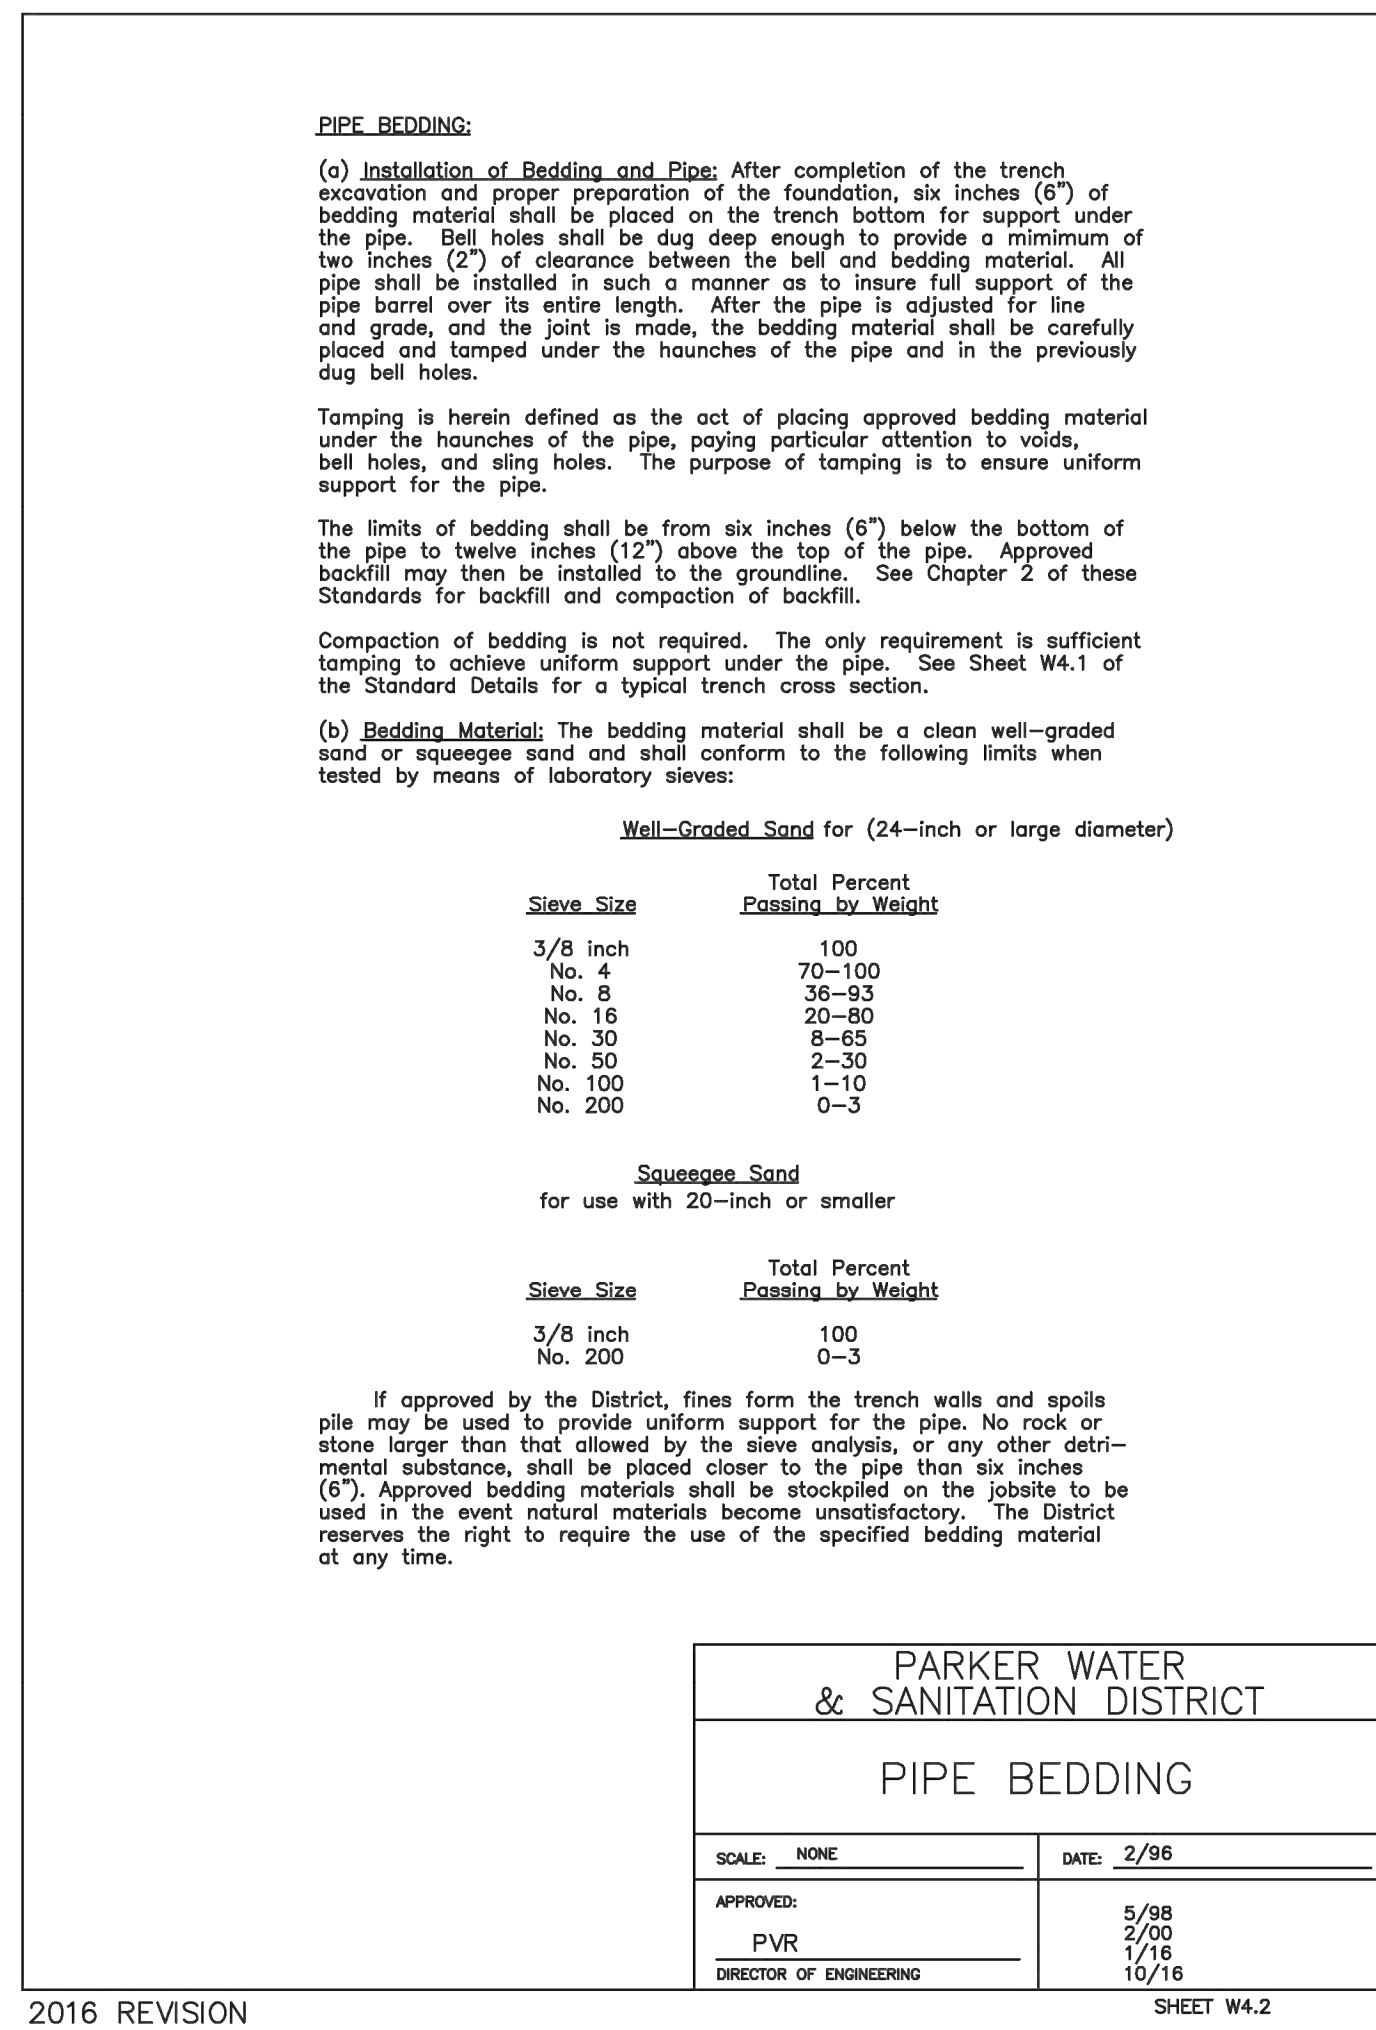 PIPE BEDDING:
(a) Installation of Bedding and Pipe: After completion of the trench
excavation and proper preparation of the foundation, six inches (6") of
bedding material shall be placed on the trench bottom for support under
the pipe. Bell holes shall be dug deep enough to provide a mimimum of
two inches (2") of clearance between the bell and bedding material. All
pipe shall be installed in such a manner as to insure full support of the
pipe barrel over its entire length. After the pipe is adjusted for line
and grade, and the joint is made, the bedding material shall be carefully
placed and tamped under the haunches of the pipe and in the previously
dug bell holes.
Tamping is herein defined as the act of placing approved bedding material
under the haunches of the pipe, paying particular attention to voids,
bell holes, and sling holes. The purpose of tamping is to ensure uniform
support for the pipe.
The limits of bedding shall be from six inches (6") below the bottom of
the pipe to twelve inches (12") above the top of the pipe. Approved
backfill may then be installed to the groundline. See Chapter 2 of these
Standards for backfill and compaction of backfill.
Compaction of bedding is not required. The only requirement is sufficient
tamping to achieve uniform support under the pipe. See Sheet W4.1 of
the Standard Details for a typical trench cross section.
(b) Bedding Material: The bedding material shall be a clean well-graded
sand or squeegee sand and shall conform to the following limits when
tested by means of laboratory sieves:
Well-Graded Sand for (24-inch or large diameter)
Total Percent
Sieve Size Passing by Weight
3/8 inch 100
No. 4 70-100
No. 8 36-93
No. 16 20-80
No. 30 8-65
No. 50 2-30
No. 100 1-10
No. 200 0-3
Squeegee Sand
for use with 20-inch or smaller
Total Percent
Sieve Size Passing by Weight
3/8 inch 100
No. 200 0-3
If approved by the District, fines form the trench walls and spoils
pile may be used to provide uniform support for the pipe. No rock or
stone larger than that allowed by the sieve analysis, or any other detri-
mental substance, shall be placed closer to the pipe than six inches
(6"). Approved bedding materials shall be stockpiled on the jobsite to be
used in the event natural materials become unsatisfactory. The District
reserves the right to require the use of the specified bedding material
at any time.
PARKER WATER
& SANITATION DISTRICT
PIPE BEDDING
SCALE: NONE
DATE: 2/96
APPROVED:
PVR
DIRECTOR OF ENGINEERING
5/98
2/00
1/16
10/16
2016 REVISION
SHEET W4.2